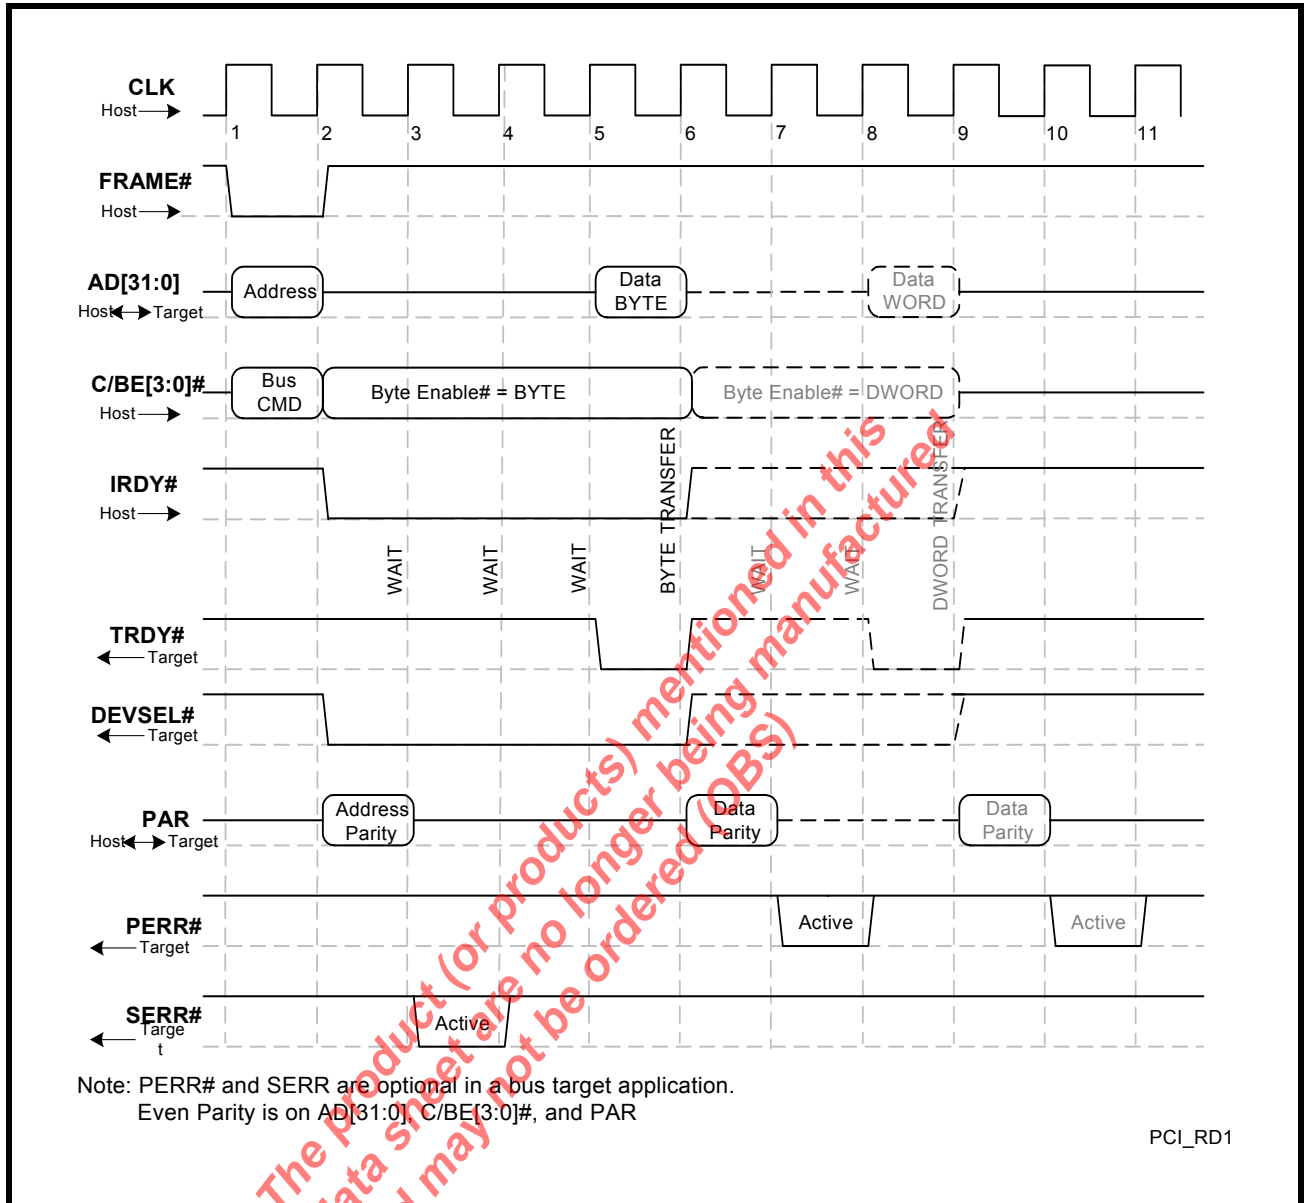 CLK
Host
1 2 3 4 5 6 7 8 9 10 11
FRAME#
Host
AD[31:0]
Host Target
Address
Data
BYTE
Data
WORD
C/BE[3:0]#
Host
Bus
CMD
Byte Enable# = BYTE
Byte Enable# = DWORD
IRDY#
Host
WAIT
WAIT
WAIT
BYTE TRANSFER
WAIT
WAIT
DWORD TRANSFER
TRDY#
Target
DEVSEL#
Target
PAR
Host Target
Address
Parity
Data
Parity
Data
Parity
PERR#
Target
Active
Active
SERR#
Targe
t
Active
Note: PERR# and SERR are optional in a bus target application.
Even Parity is on AD[31:0], C/BE[3:0]#, and PAR
PCI_RD1
The product (or products) mentioned in this
data sheet are no longer being manufactured
d may not be ordered (OBS)